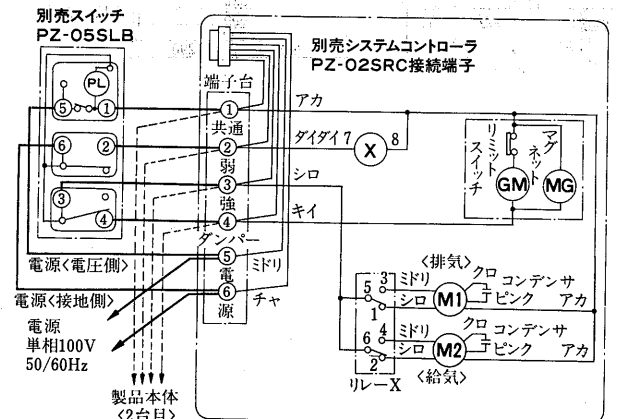 別売スイッチ
PZ-05SLB
別売システムコントローラ
PZ-02SRC接続端子
PL
5
1
6
2
3
4
端子台
1
共通
2
弱
3
強
4
ダンパー
5
電
6
源
アカ
ダイダイ 7
X
8
シロ
キイ
ミドリ
チャ
リミット
スイッチ
マグ
ネット
GM
MG
電源<電圧側>
電源<接地側>
電源
単相100V
50/60Hz
製品本体
<2台目>
<排気>
5
3 ミドリ
シロ
1
M1
クロ コンデンサ
ピンク アカ
6
4 ミドリ
シロ
2
M2
クロ コンデンサ
ピンク アカ
<給気>
リレーX